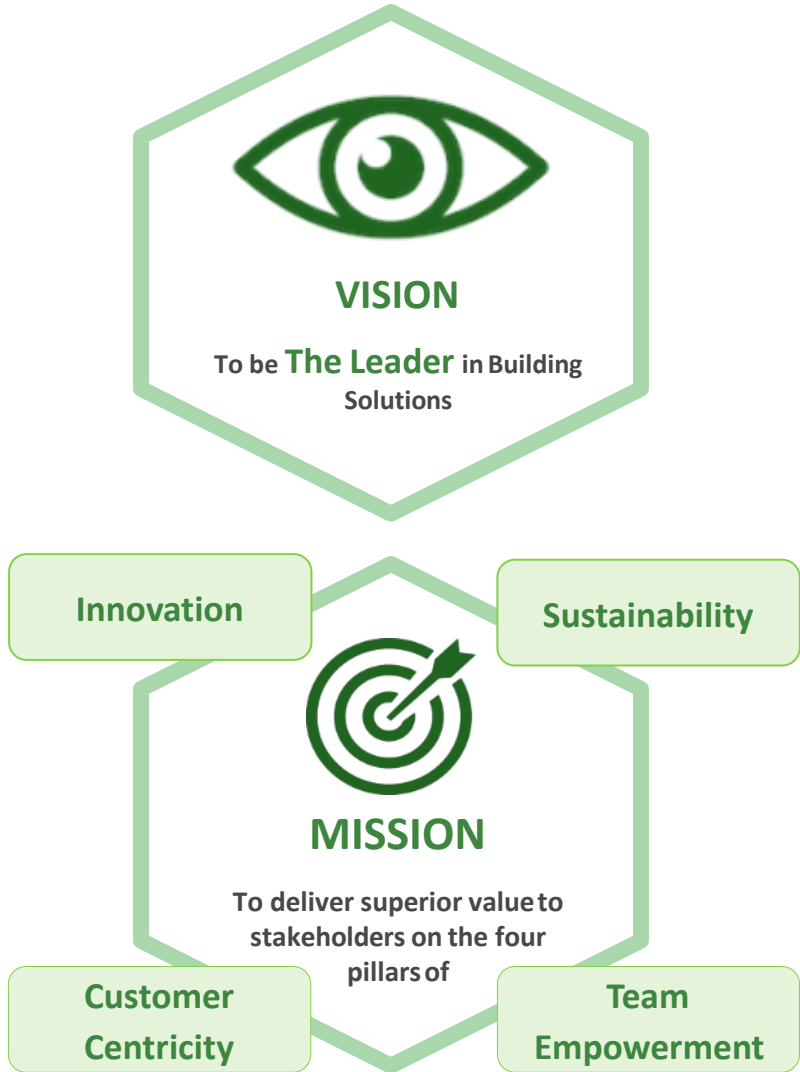 VISION
To be The Leader in Building
Solutions
Innovation
Sustainability
MISSION
To deliver superior value to
stakeholders on the four
pillars of
Customer
Centricity
Team
Empowerment